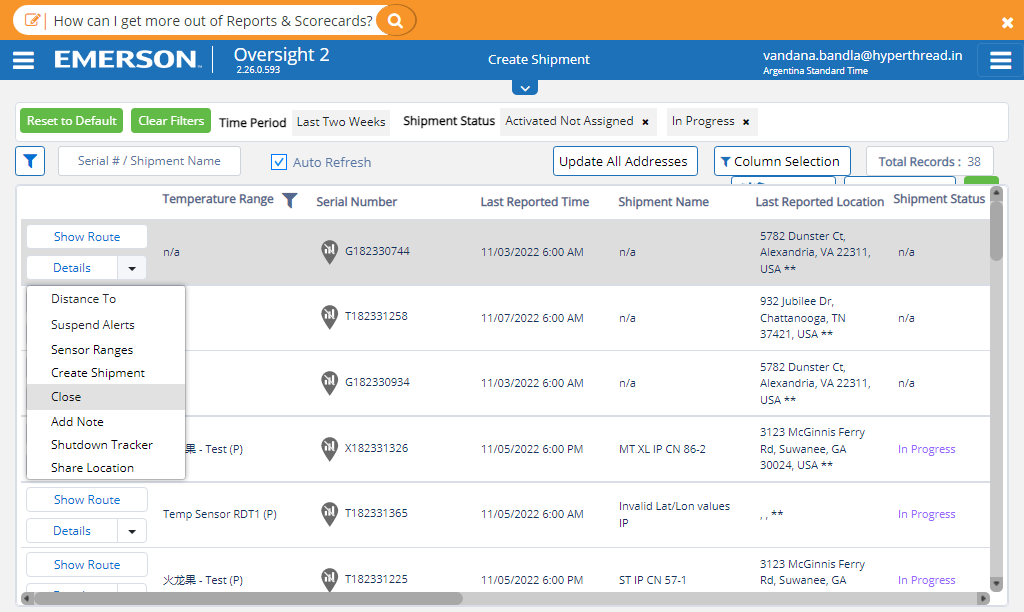 How can I get more out of Reports & Scorecards?
EMERSON
Oversight 2
2.26.0.593
Create Shipment
vandana.bandla@hyperthread.in
Argentina Standard Time
Reset to Default
Clear Filters
Time Period
Last Two Weeks
Shipment Status
Activated Not Assigned ×
In Progress ×
Serial # / Shipment Name
Auto Refresh
Update All Addresses
Column Selection
Total Records : 38
Temperature Range
Serial Number
Last Reported Time
Shipment Name
Last Reported Location
Shipment Status
Show Route
Details
n/a
G182330744
11/03/2022 6:00 AM
n/a
5782 Dunster Ct,
Alexandria, VA 22311,
USA **
n/a
Distance To
Suspend Alerts
Sensor Ranges
Create Shipment
Close
Add Note
Shutdown Tracker
Share Location
T182331258
11/07/2022 6:00 AM
n/a
932 Jubilee Dr,
Chattanooga, TN
37421, USA **
n/a
G182330934
11/03/2022 6:00 AM
n/a
5782 Dunster Ct,
Alexandria, VA 22311,
USA **
n/a
果 - Test (P)
X182331326
11/05/2022 6:00 PM
MT XL IP CN 86-2
3123 McGinnis Ferry
Rd, Suwanee, GA
30024, USA **
In Progress
Show Route
Details
Temp Sensor RDT1 (P)
T182331365
11/05/2022 6:00 AM
Invalid Lat/Lon values
IP
, , **
In Progress
Show Route
火龙果 - Test (P)
T182331225
11/05/2022 6:00 PM
ST IP CN 57-1
3123 McGinnis Ferry
Rd, Suwanee, GA
In Progress